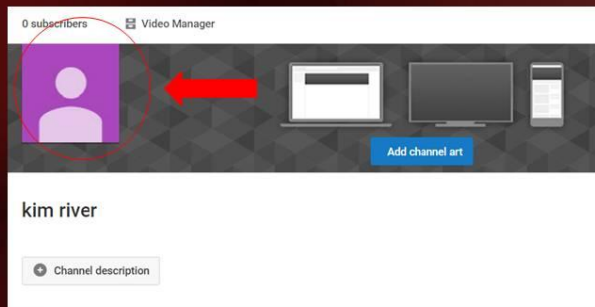 0 subscribers Video Manager
Add channel art
kim river
Channel description